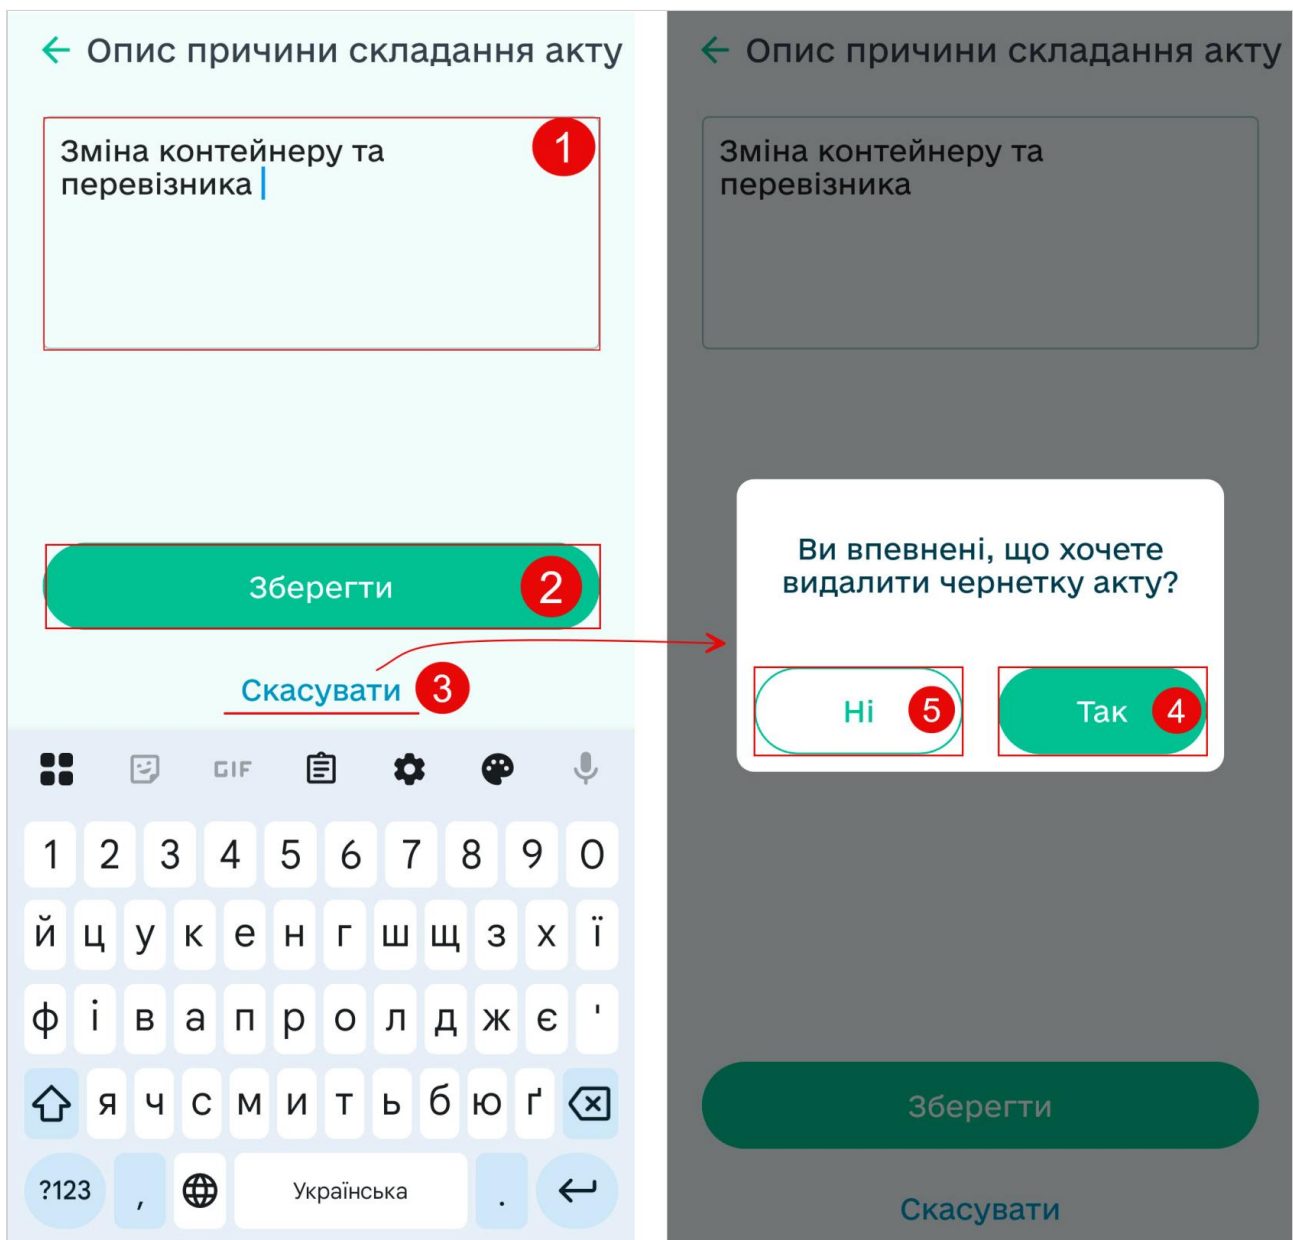 Опис причини складання акту
Зміна контейнеру та
перевізника
1
Зберегти
2
Скасувати
3
GIF
1 2 3 4 5 6 7 8 9 0
й ц у к е н г ш щ з х ї
ф і в а п р о л д ж є '
я ч с м и т ь б ю ґ
?123 , Українська .
Опис причини складання акту
Зміна контейнеру та
перевізника
Ви впевнені, що хочете
видалити чернетку акту?
Ні 5 Так 4
Зберегти
Скасувати